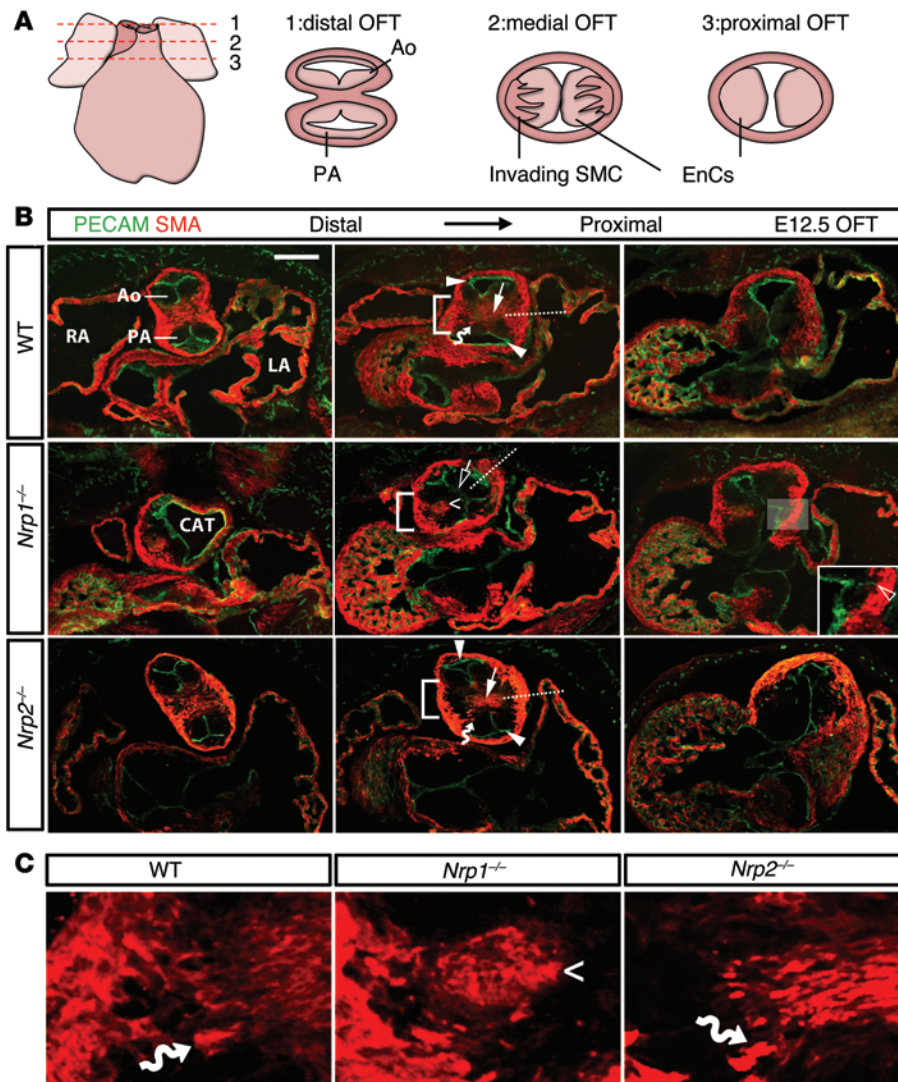 A
1
2
3
1:distal OFT
Ao
PA
2:medial OFT
Invading SMC
3:proximal OFT
EnCs
B
PECAM SMA Distal Proximal E12.5 OFT
WT
Ao
RA
PA
LA
Nrp1–/–
CAT
Nrp2–/–
C
WT
Nrp1–/–
Nrp2–/–